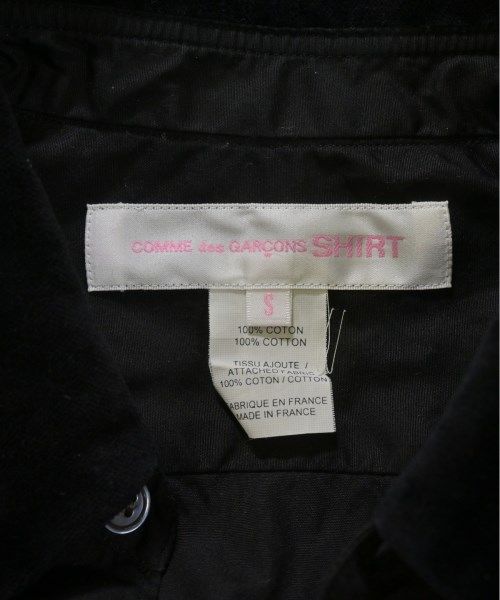 COMME des GARÇONS SHIRT
S
100% COTON
100% COTTON
TISSU AJOUTE /
ATTACHED FABRIC
100% COTON / COTTON
FABRIQUE EN FRANCE
MADE IN FRANCE